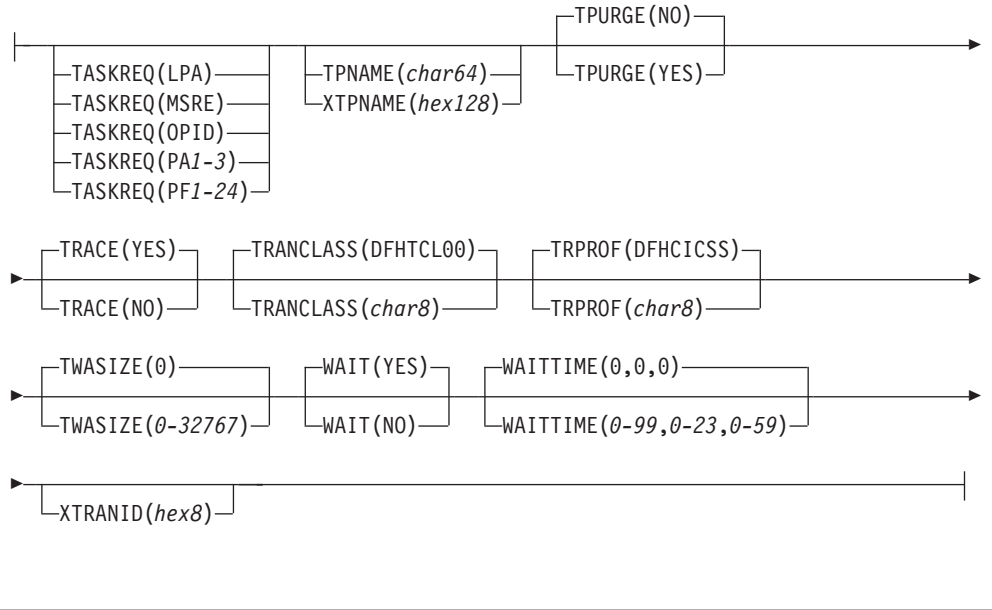 TPURGE(NO)
TASKREQ(LPA) TPNAME(char64) TPURGE(YES)
TASKREQ(MSRE) XTPNAME(hex128)
TASKREQ(OPID)
TASKREQ(PA1-3)
TASKREQ(PF1-24)
TRACE(YES) TRANCLASS(DFHTCL00) TRPROF(DFHCICSS)
TRACE(NO) TRANCLASS(char8) TRPROF(char8)
TWASIZE(0) WAIT(YES) WAITTIME(0,0,0)
TWASIZE(0-32767) WAIT(NO) WAITTIME(0-99,0-23,0-59)
XTRANID(hex8)